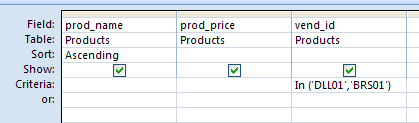 Field: prod_name prod_price vend_id
Table: Products Products Products
Sort: Ascending
Show:
Criteria: In ('DLL01','BRS01')
or: